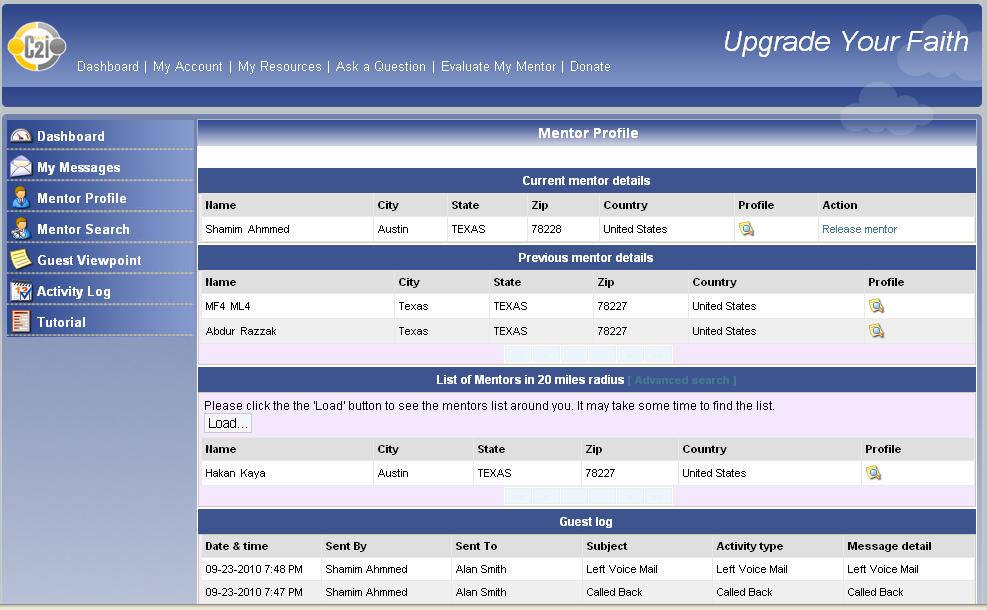 C2i
Upgrade Your Faith
Dashboard | My Account | My Resources | Ask a Question | Evaluate My Mentor | Donate
Dashboard
My Messages
Mentor Profile
Mentor Search
Guest Viewpoint
Activity Log
Tutorial
Mentor Profile
Current mentor details
Name City State Zip Country Profile Action
Shamim Ahmmed Austin TEXAS 78228 United States Release mentor
Previous mentor details
Name City State Zip Country Profile
MF4 ML4 Texas TEXAS 78227 United States
Abdur Razzak Texas TEXAS 78227 United States
List of Mentors in 20 miles radius [ Advanced search ]
Please click the the 'Load' button to see the mentors list around you. It may take some time to find the list.
Load...
Name City State Zip Country Profile
Hakan Kaya Austin TEXAS 78227 United States
Guest log
Date & time Sent By Sent To Subject Activity type Message detail
09-23-2010 7:48 PM Shamim Ahmmed Alan Smith Left Voice Mail Left Voice Mail Left Voice Mail
09-23-2010 7:47 PM Shamim Ahmmed Alan Smith Called Back Called Back Called Back